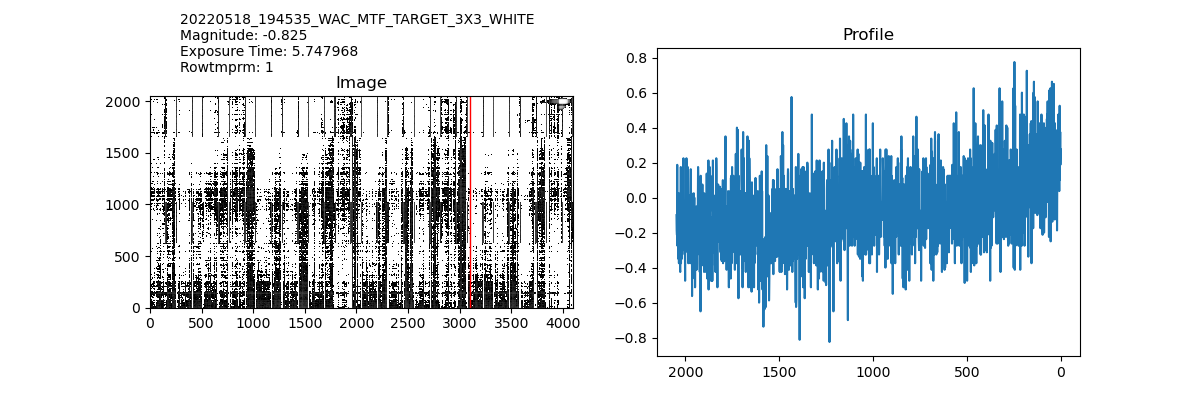 20220518_194535_WAC_MTF_TARGET_3X3_WHITE
Magnitude: -0.825
Exposure Time: 5.747968
Rowtmprm: 1
Image
2000
1500
1000
500
0
0 500 1000 1500 2000 2500 3000 3500 4000
Profile
0.8
0.6
0.4
0.2
0.0
−0.2
−0.4
−0.6
−0.8
2000 1500 1000 500 0